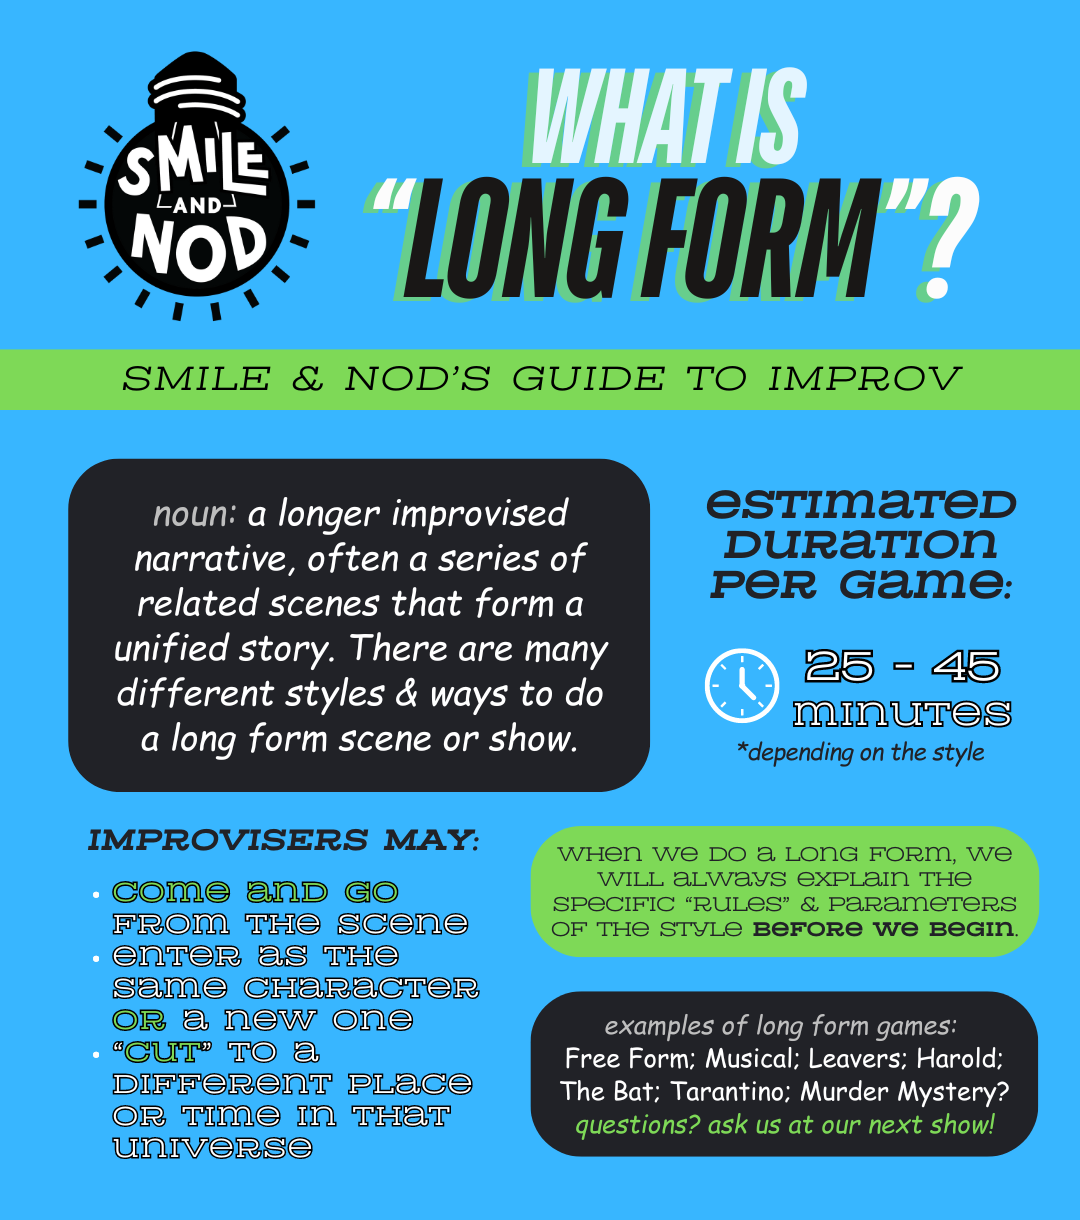 SMILE
AND
NOD
WHAT IS
“LONG FORM”?
SMILE & NOD’S GUIDE TO IMPROV
noun: a longer improvised
narrative, often a series of
related scenes that form a
unified story. There are many
different styles & ways to do
a long form scene or show.
ESTIMATED
DURATION
PER GAME:
25 - 45
MINUTES
*depending on the style
IMPROVISERS MAY:
• COME AND GO
FROM THE SCENE
• ENTER AS THE
SAME CHARACTER
OR A NEW ONE
• “CUT” TO A
DIFFERENT PLACE
OR TIME IN THAT
UNIVERSE
WHEN WE DO A LONG FORM, WE
WILL ALWAYS EXPLAIN THE
SPECIFIC “RULES” & PARAMETERS
OF THE STYLE BEFORE WE BEGIN.
examples of long form games:
Free Form; Musical; Leavers; Harold;
The Bat; Tarantino; Murder Mystery?
questions? ask us at our next show!